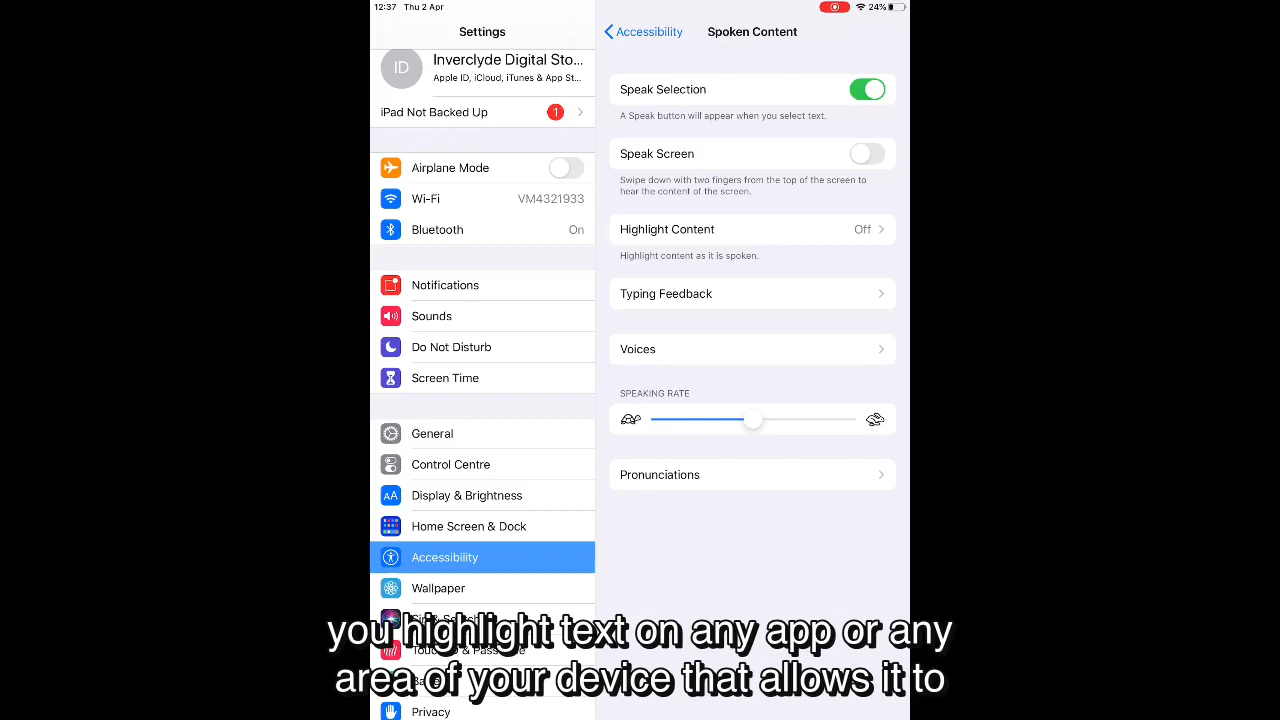 12:37 Thu 2 Apr
24%
Settings
ID
Inverclyde Digital Sto...
Apple ID, iCloud, iTunes & App St...
iPad Not Backed Up 1
Airplane Mode
Wi-Fi VM4321933
Bluetooth On
Notifications
Sounds
Do Not Disturb
Screen Time
General
Control Centre
AA Display & Brightness
Home Screen & Dock
Accessibility
Wallpaper
Privacy
Accessibility Spoken Content
Speak Selection
A Speak button will appear when you select text.
Speak Screen
Swipe down with two fingers from the top of the screen to
hear the content of the screen.
Highlight Content Off
Highlight content as it is spoken.
Typing Feedback
Voices
SPEAKING RATE
Pronunciations
you highlight text on any app or any
area of your device that allows it to